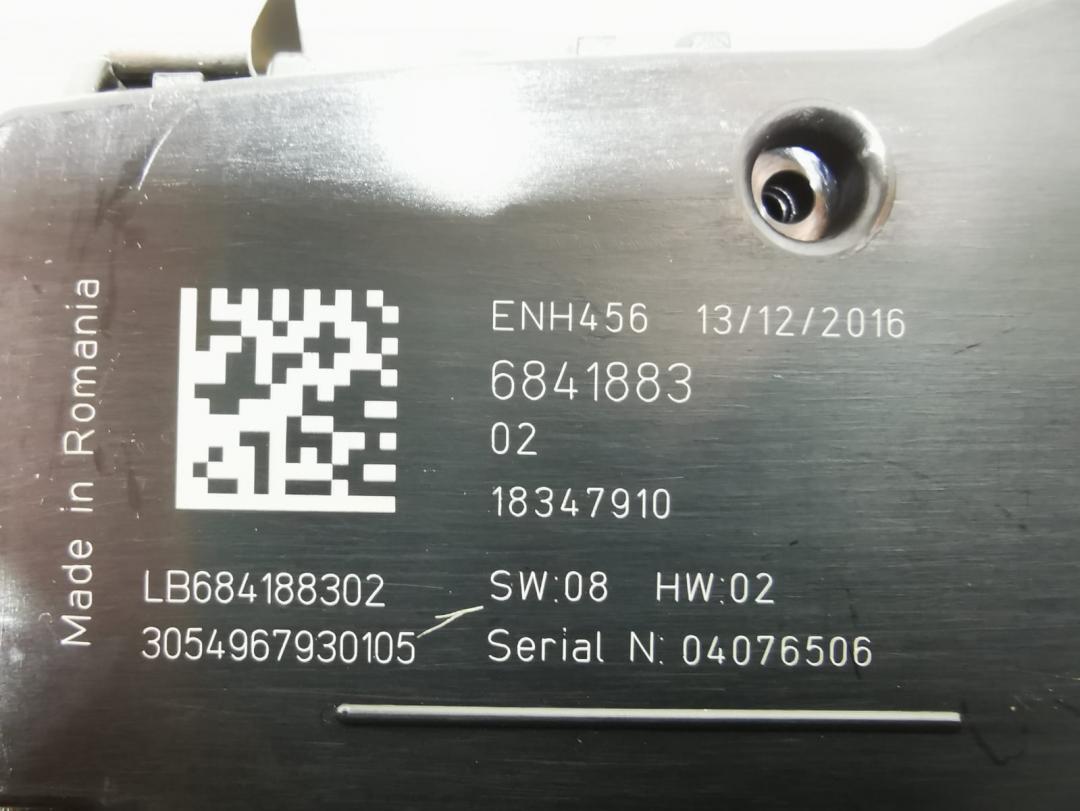 Made in Romania
ENH456 13/12/2016
6841883
02
18347910
LB684188302
SW:08 HW:02
3054967930105
Serial N: 04076506